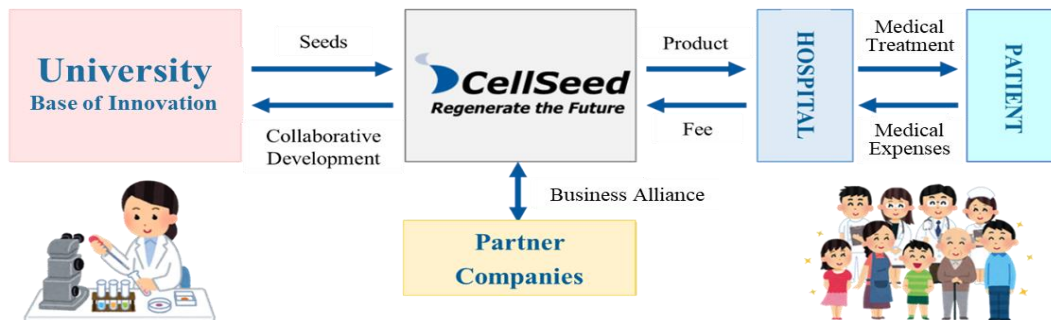 University
Base of Innovation
Seeds
Collaborative
Development
CellSeed
Regenerate the Future
Business Alliance
Partner
Companies
Product
Fee
HOSPITAL
Medical
Treatment
Medical
Expenses
PATIENT